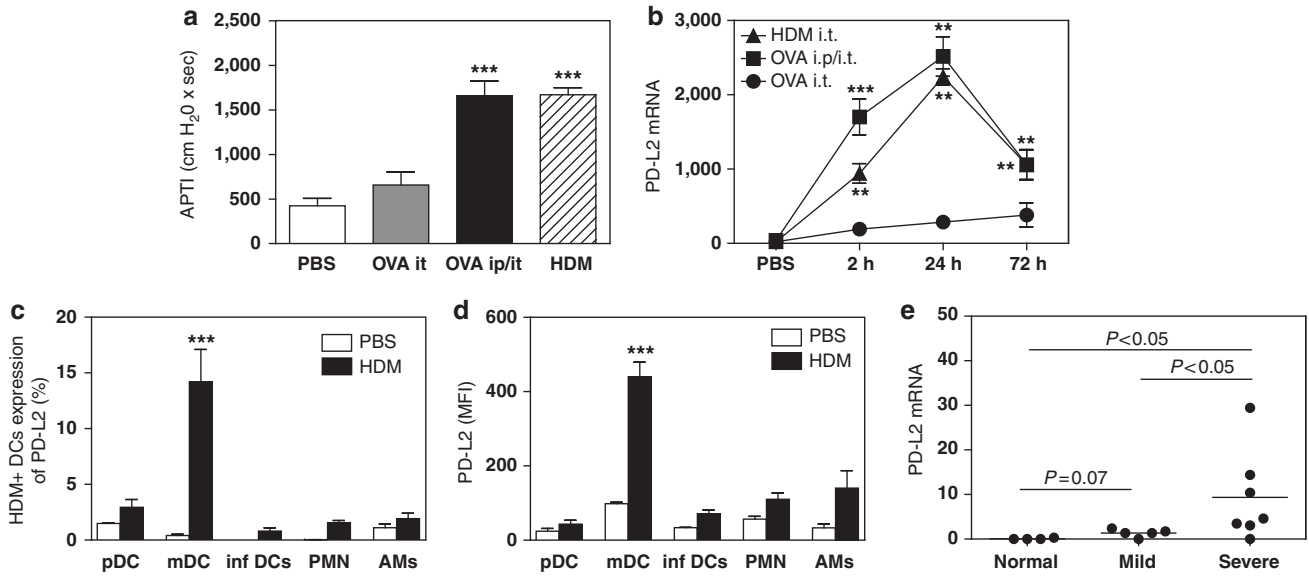 a
APTI (cm H20 x sec)
2,500
2,000
1,500
1,000
500
0
*** ***
PBS OVA it OVA ip/it HDM
b
PD-L2 mRNA
3,000
2,000
1,000
0
HDM i.t.
OVA i.p/i.t.
OVA i.t.
**
***
**
**
**
**
PBS 2 h 24 h 72 h
c
HDM+ DCs expression
of PD-L2 (%)
20
15
10
5
0
***
PBS
HDM
pDC mDC inf DCs PMN AMs
d
PD-L2 (MFI)
600
400
200
0
***
PBS
HDM
pDC mDC inf DCs PMN AMs
e
PD-L2 mRNA
50
40
30
20
10
0
P<0.05
P<0.05
P=0.07
Normal Mild Severe